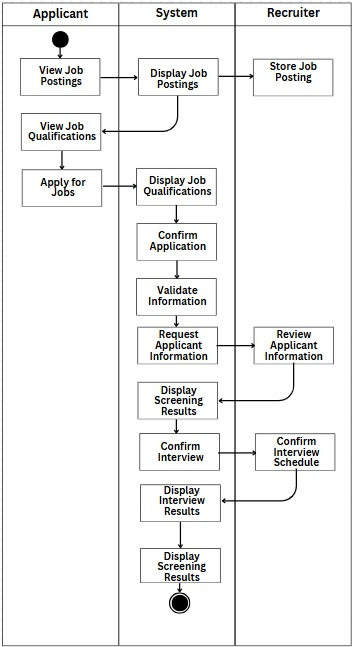 Applicant
System
Recruiter
View Job
Postings
Display Job
Postings
Store Job
Posting
View Job
Qualifications
Apply for
Jobs
Display Job
Qualifications
Confirm
Application
Validate
Information
Request
Applicant
Information
Review
Applicant
Information
Display
Screening
Results
Confirm
Interview
Confirm
Interview
Schedule
Display
Interview
Results
Display
Screening
Results